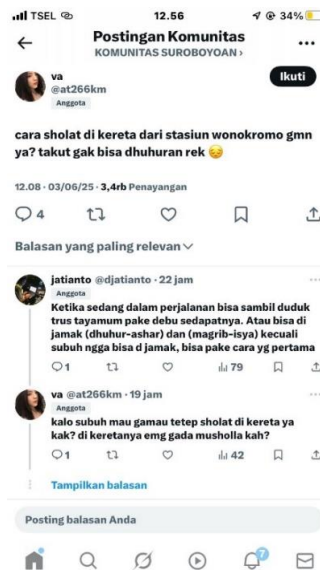 TSEL
12.56
34%
Postingan Komunitas
KOMUNITAS SUROBOYOAN ›
va
@at266km
Anggota
Ikuti
cara sholat di kereta dari stasiun wonokromo gmn
ya? takut gak bisa dhuhuran rek 😔
12.08 · 03/06/25 · 3,4rb Penayangan
4
Balasan yang paling relevan
jatianto @djatianto · 22 jam
Anggota
Ketika sedang dalam perjalanan bisa sambil duduk
trus tayamum pake debu sedapatnya. Atau bisa di
jamak (dhuhur-ashar) dan (magrib-isya) kecuali
subuh ngga bisa d jamak, bisa pake cara yg pertama
1
79
va @at266km · 19 jam
Anggota
kalo subuh mau gamau tetep sholat di kereta ya
kak? di keretanya emg gada musholla kah?
1
42
Tampilkan balasan
Posting balasan Anda
7